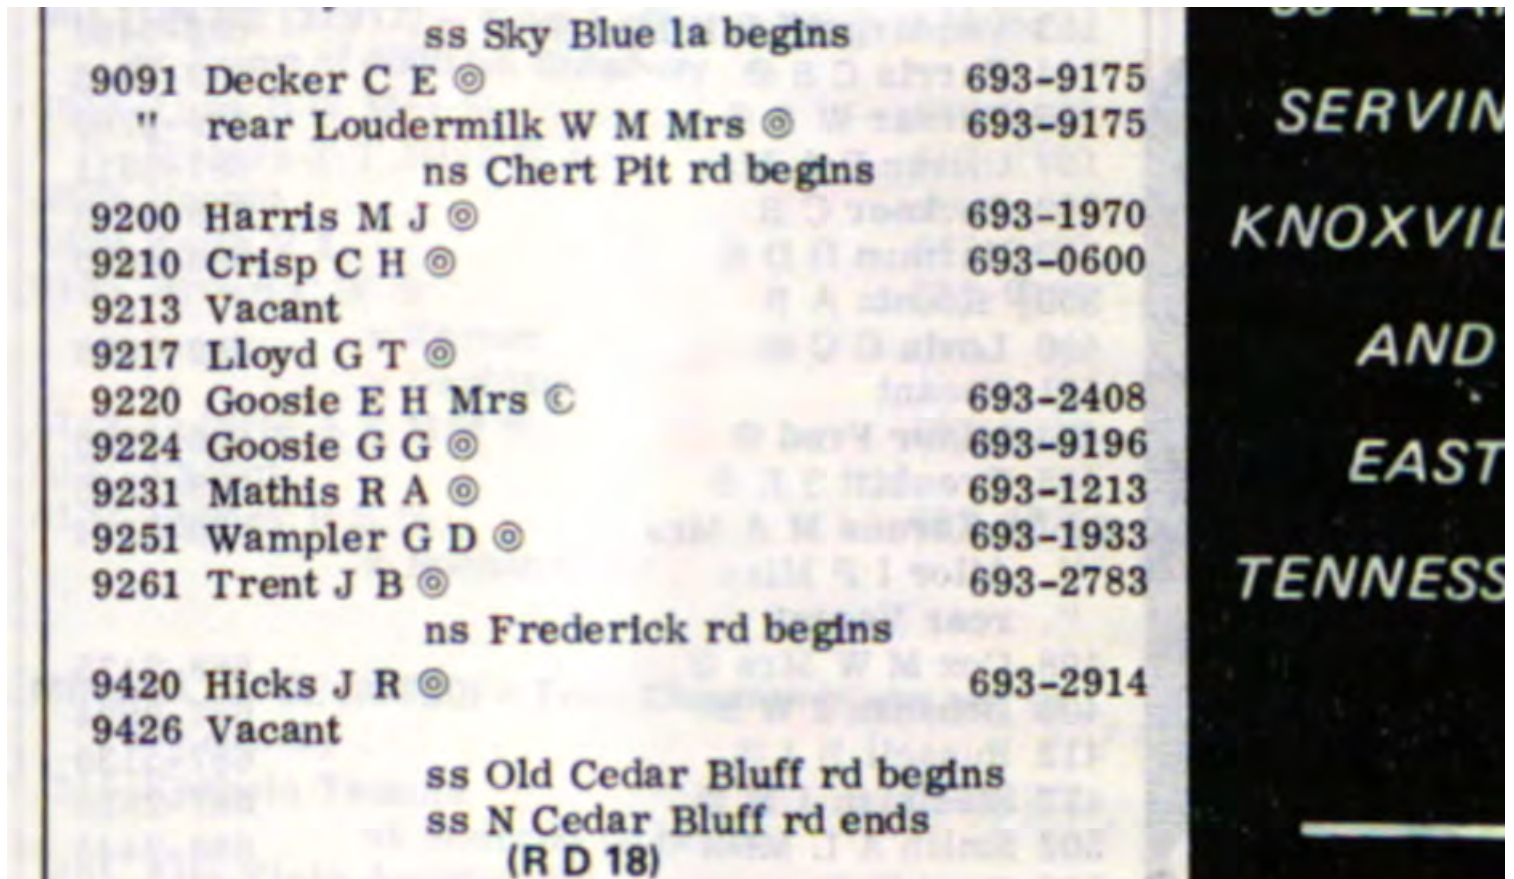 ss Sky Blue la begins
9091 Decker C E ◎ 693-9175
" rear Loudermilk W M Mrs ◎ 693-9175
ns Chert Pit rd begins
9200 Harris M J ◎ 693-1970
9210 Crisp C H ◎ 693-0600
9213 Vacant
9217 Lloyd G T ◎
9220 Goosie E H Mrs © 693-2408
9224 Goosie G G ◎ 693-9196
9231 Mathis R A ◎ 693-1213
9251 Wampler G D ◎ 693-1933
9261 Trent J B ◎ 693-2783
ns Frederick rd begins
9420 Hicks J R ◎ 693-2914
9426 Vacant
ss Old Cedar Bluff rd begins
ss N Cedar Bluff rd ends
(R D 18)
SERVIN
KNOXVIL
AND
EAST
TENNESS